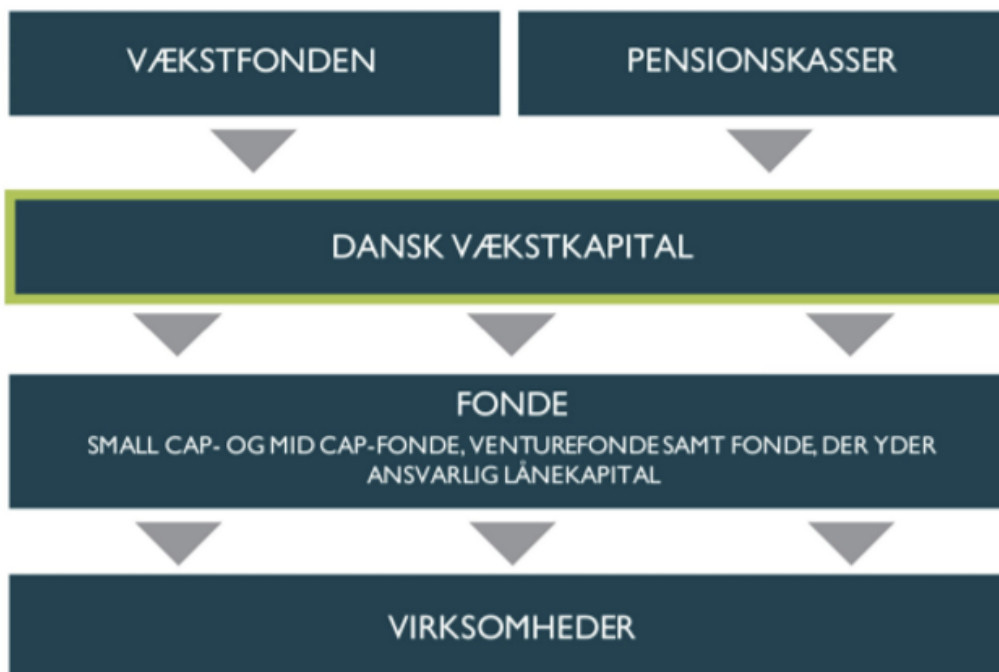 VÆKSTFONDEN
PENSIONSKASSER
DANSK VÆKSTKAPITAL
FONDE
SMALL CAP- OG MID CAP-FONDE, VENTUREFONDE SAMT FONDE, DER YDER
ANSVARLIG LÅNEKAPITAL
VIRKSOMHEDER